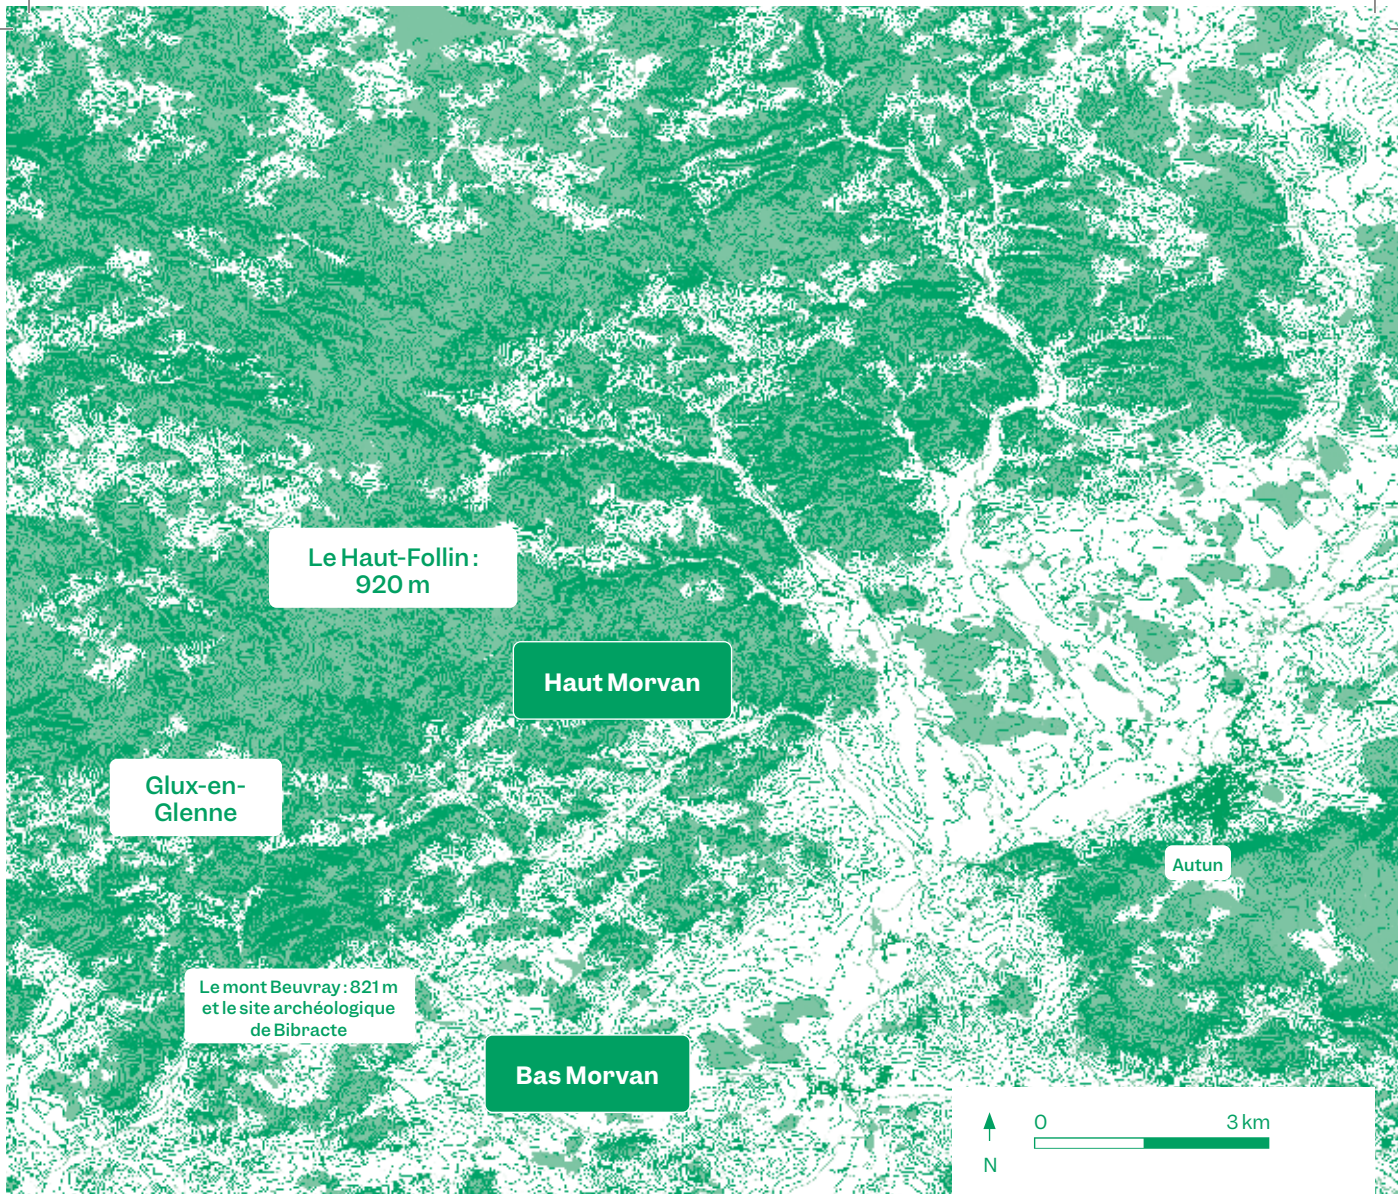 Le Haut-Follin :
920 m
Haut Morvan
Glux-en-
Glenne
Autun
Le mont Beuvray : 821 m
et le site archéologique
de Bibracte
Bas Morvan
0 3 km
N